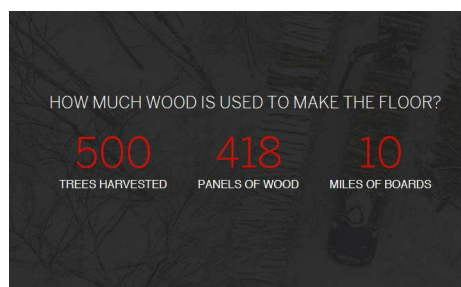 HOW MUCH WOOD IS USED TO MAKE THE FLOOR?
500 418 10
TREES HARVESTED PANELS OF WOOD MILES OF BOARDS